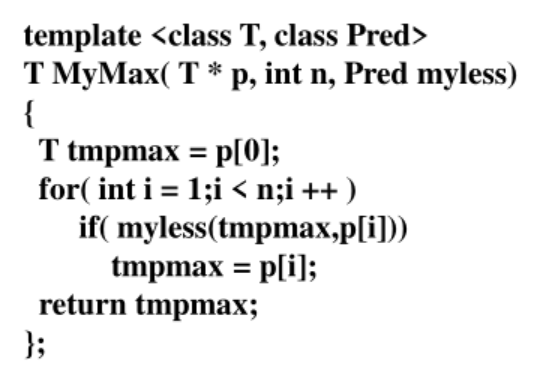 template <class T, class Pred>
T MyMax( T * p, int n, Pred myless)
{
T tmpmax = p[0];
for( int i = 1;i < n;i ++ )
if( myless(tmpmax,p[i]))
tmpmax = p[i];
return tmpmax;
};